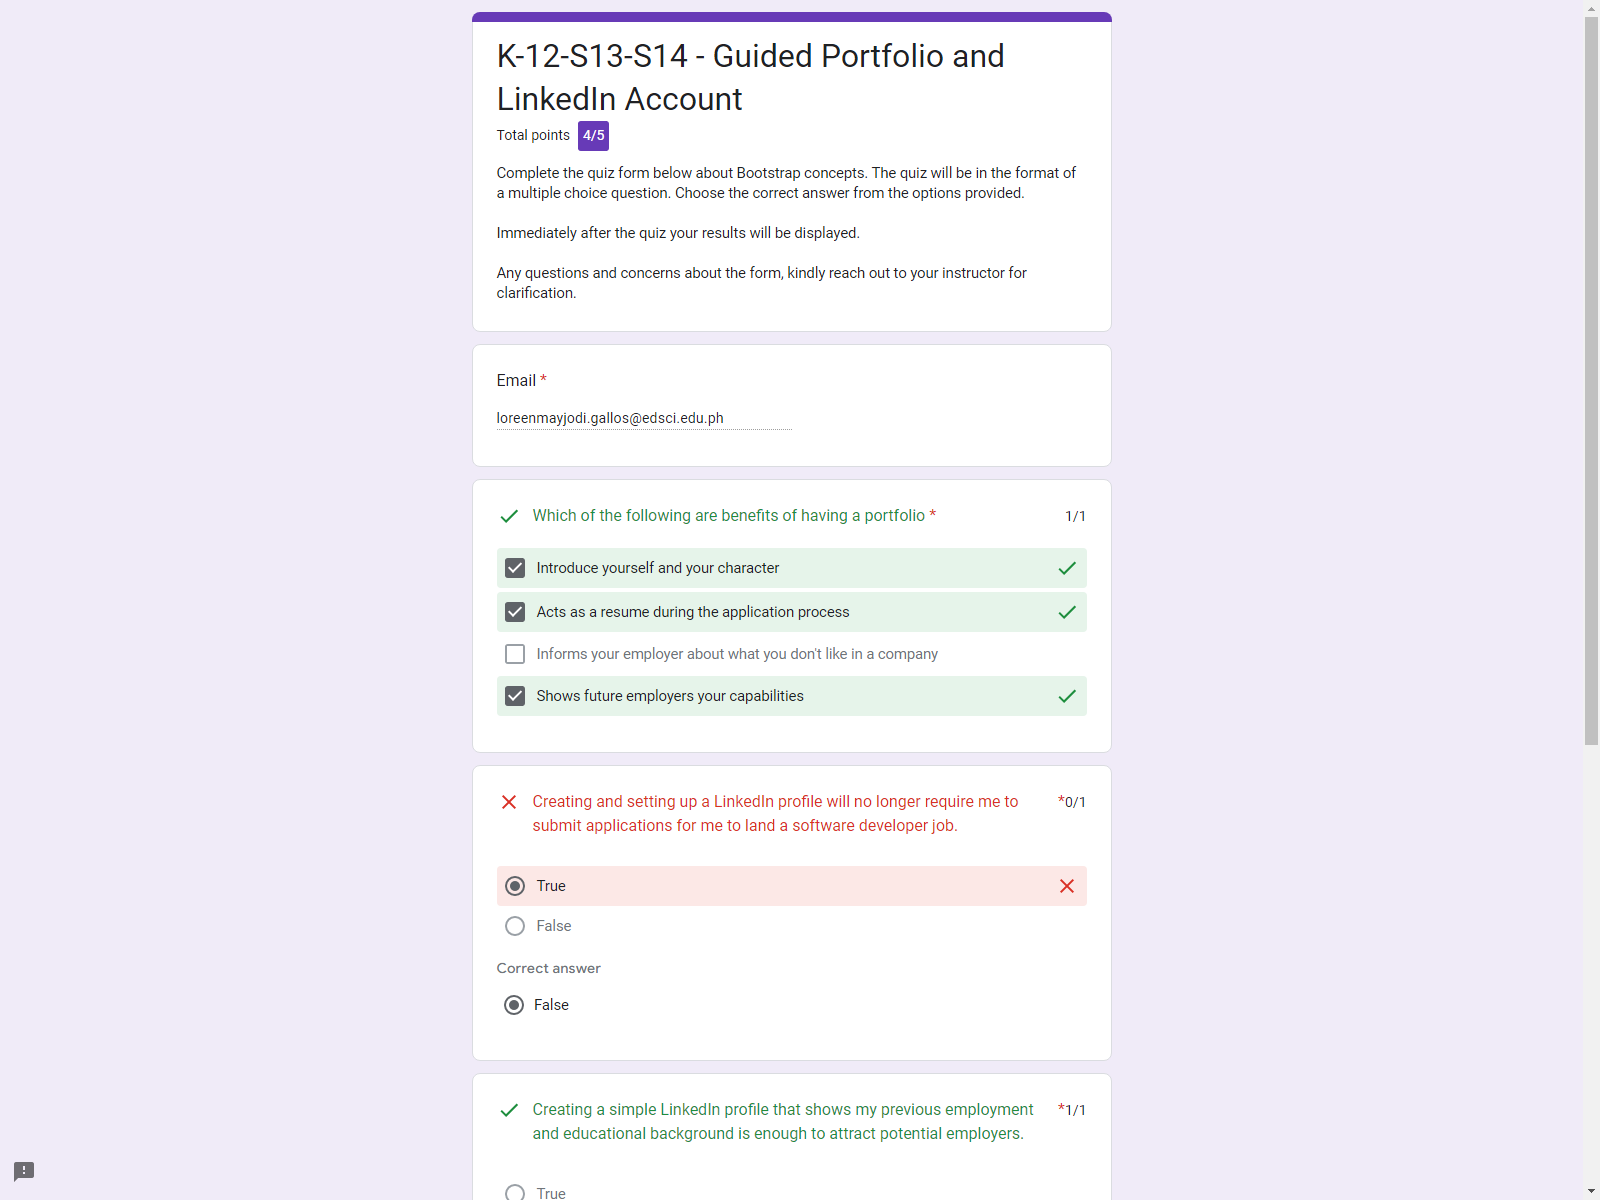 K-12-S13-S14 - Guided Portfolio and
LinkedIn Account
Total points 4/5
Complete the quiz form below about Bootstrap concepts. The quiz will be in the format of
a multiple choice question. Choose the correct answer from the options provided.
Immediately after the quiz your results will be displayed.
Any questions and concerns about the form, kindly reach out to your instructor for
clarification.
Email *
loreenmayjodi.gallos@edsci.edu.ph
Which of the following are benefits of having a portfolio * 1/1
Introduce yourself and your character
Acts as a resume during the application process
Informs your employer about what you don't like in a company
Shows future employers your capabilities
Creating and setting up a LinkedIn profile will no longer require me to *0/1
submit applications for me to land a software developer job.
True
False
Correct answer
False
Creating a simple LinkedIn profile that shows my previous employment *1/1
and educational background is enough to attract potential employers.
True